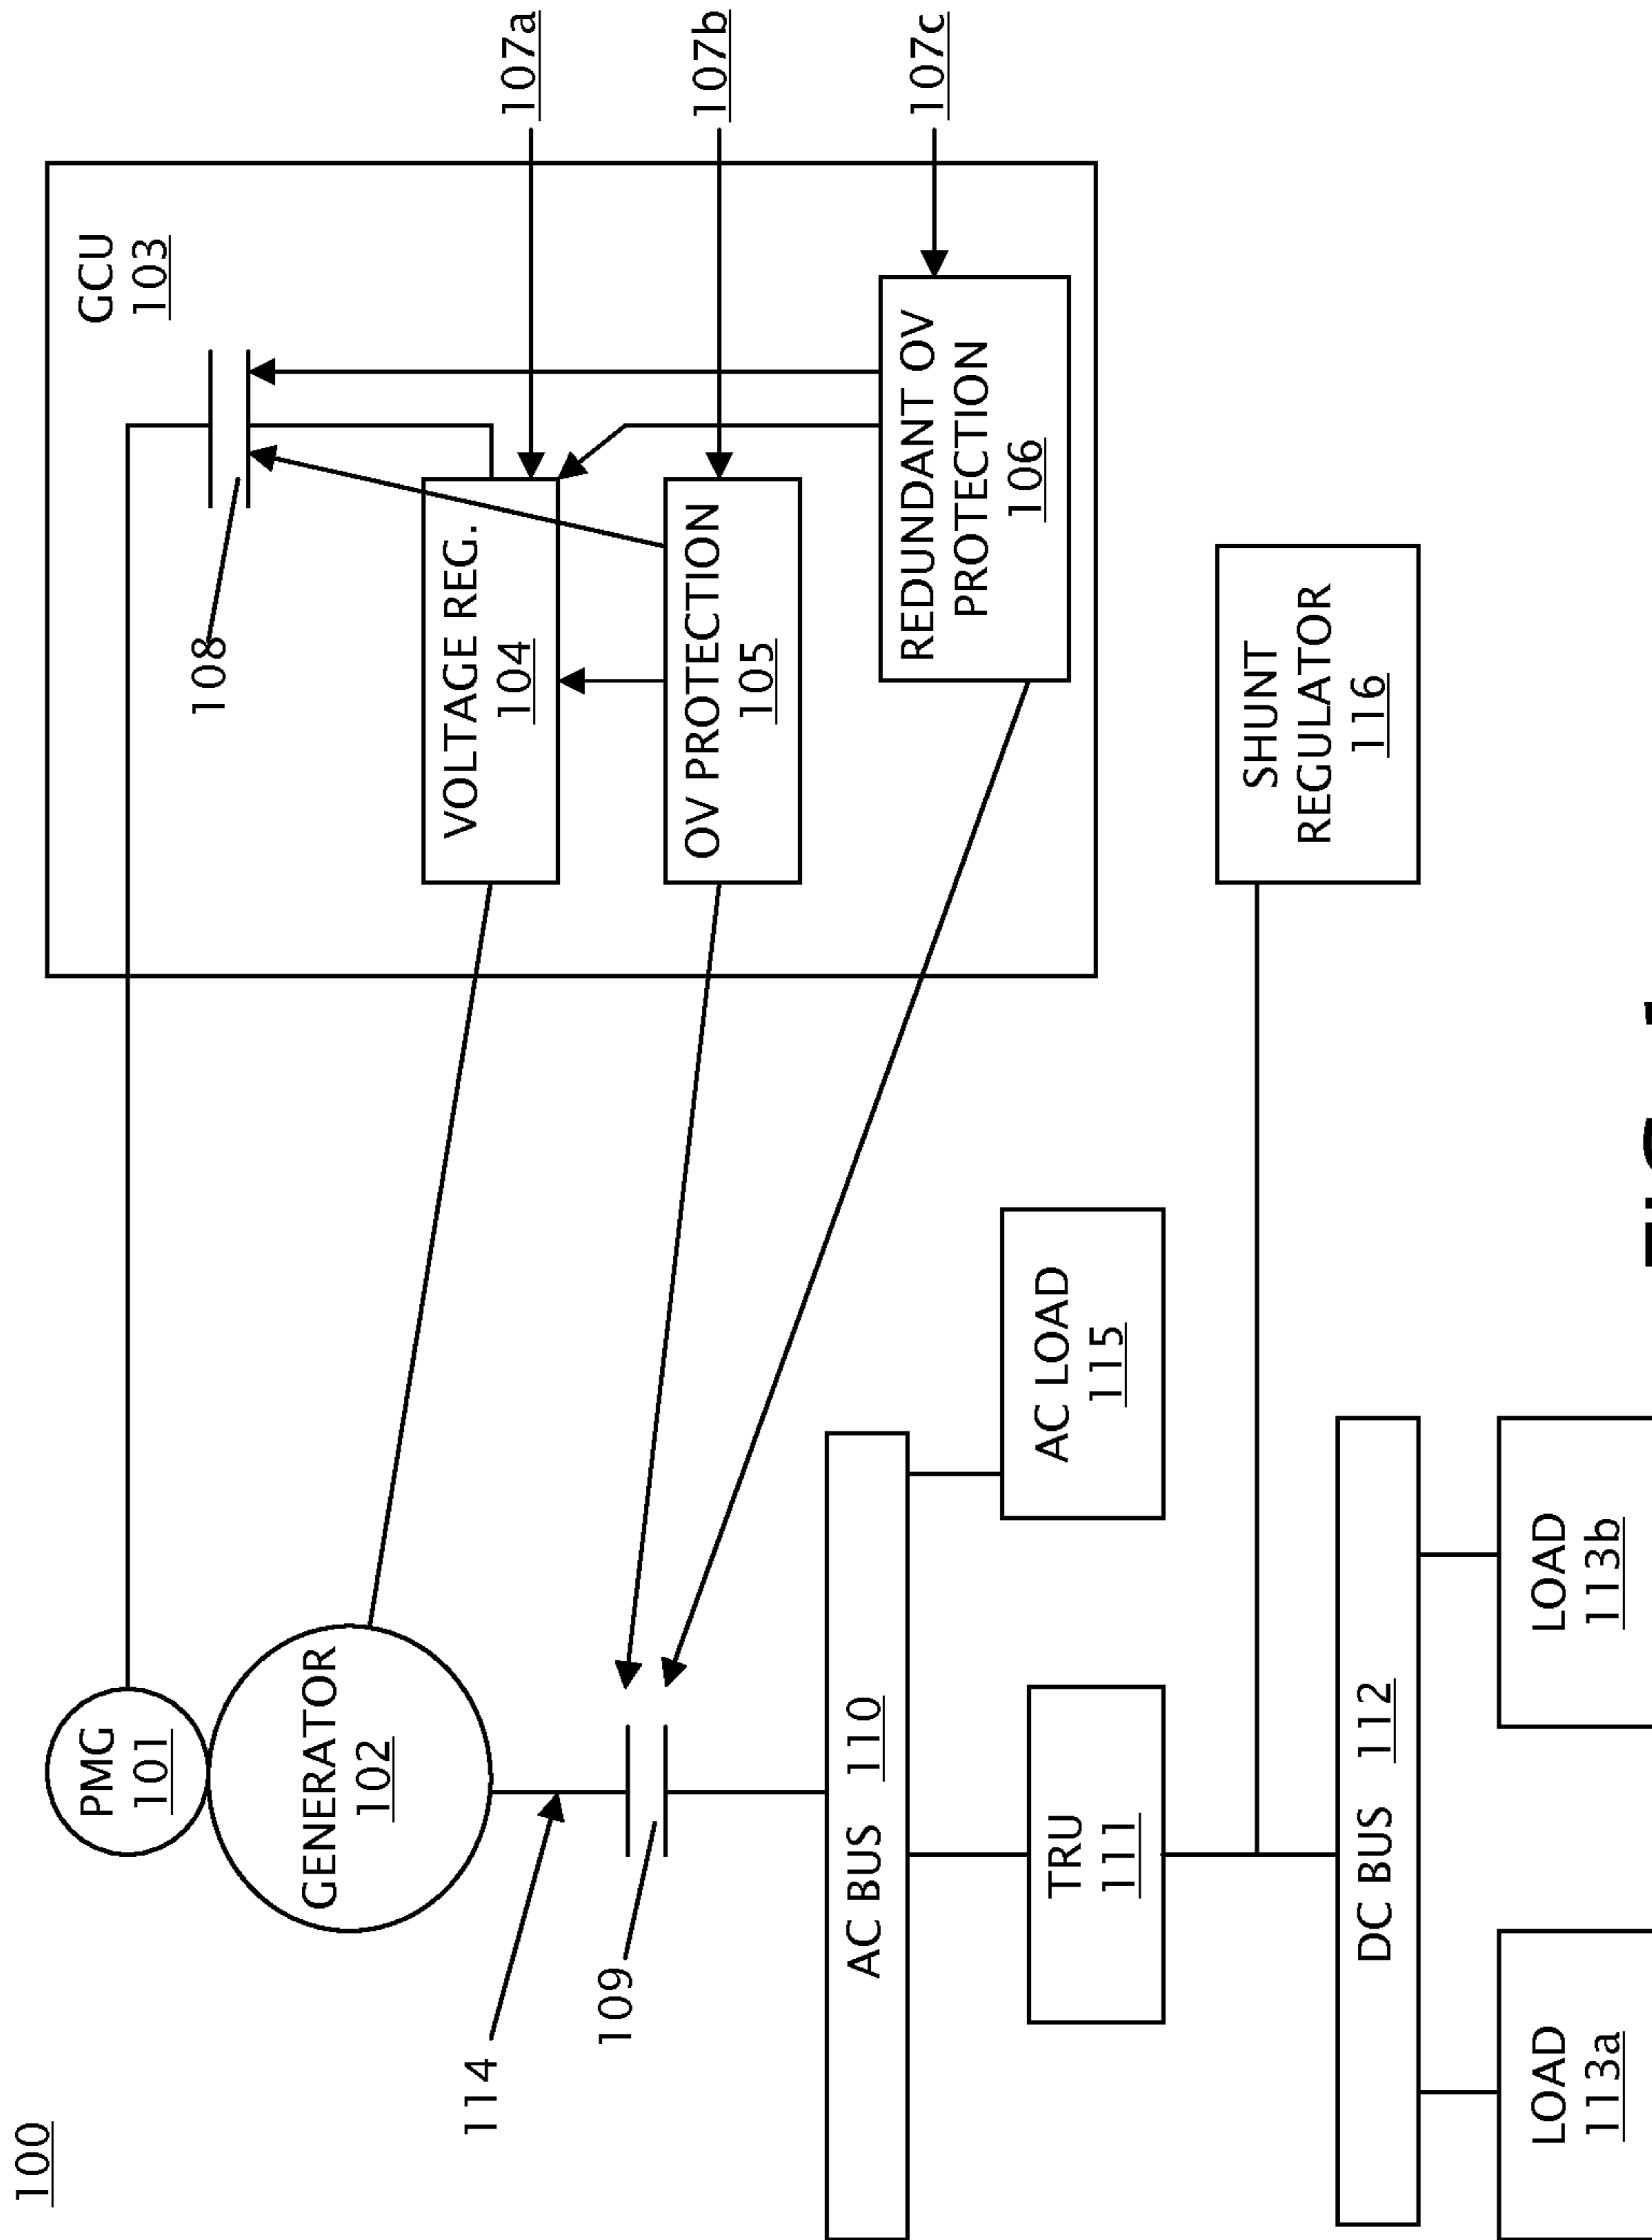 100
PMG
101
GENERATOR
102
114
109
GCU
103
108
VOLTAGE REG.
104
OV PROTECTION
105
REDUNDANT OV
PROTECTION
106
107a
107b
107c
AC BUS 110
AC LOAD
115
TRU
111
SHUNT
REGULATOR
116
DC BUS 112
LOAD
113a
LOAD
113b